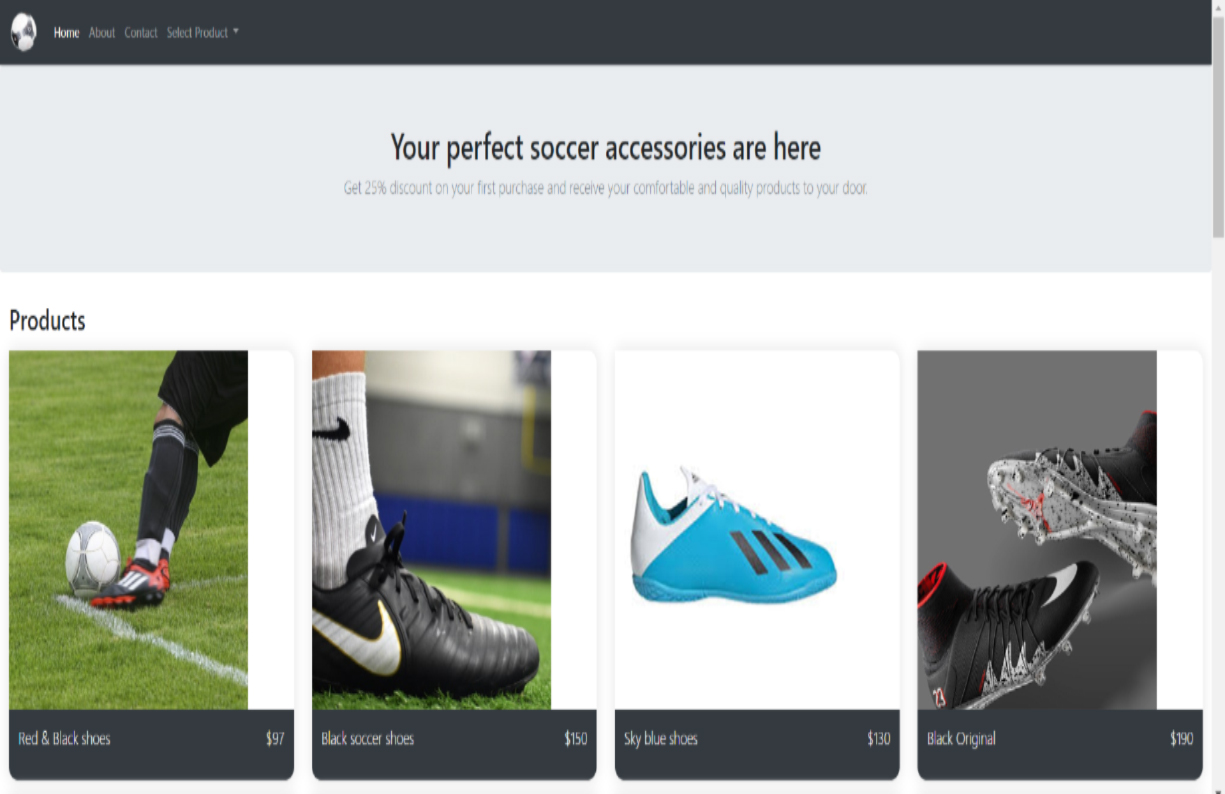 Home About Contact Select Product
Your perfect soccer accessories are here
Get 25% discount on your first purchase and receive your comfortable and quality products to your door.
Products
23
Red & Black shoes $97
Black soccer shoes $150
Sky blue shoes $130
Black Original $190